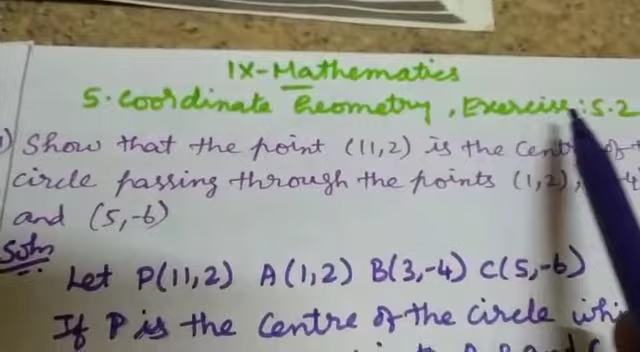 IX-Mathematics
5. Coordinate Geometry, Exercise: 5.2
Show that the point (11,2) is the
circle passing through the points (1,2),
and (5,-6)
Soln
Let P(11,2) A(1,2) B(3,-4) C(5,-6)
If P is the centre of the circle